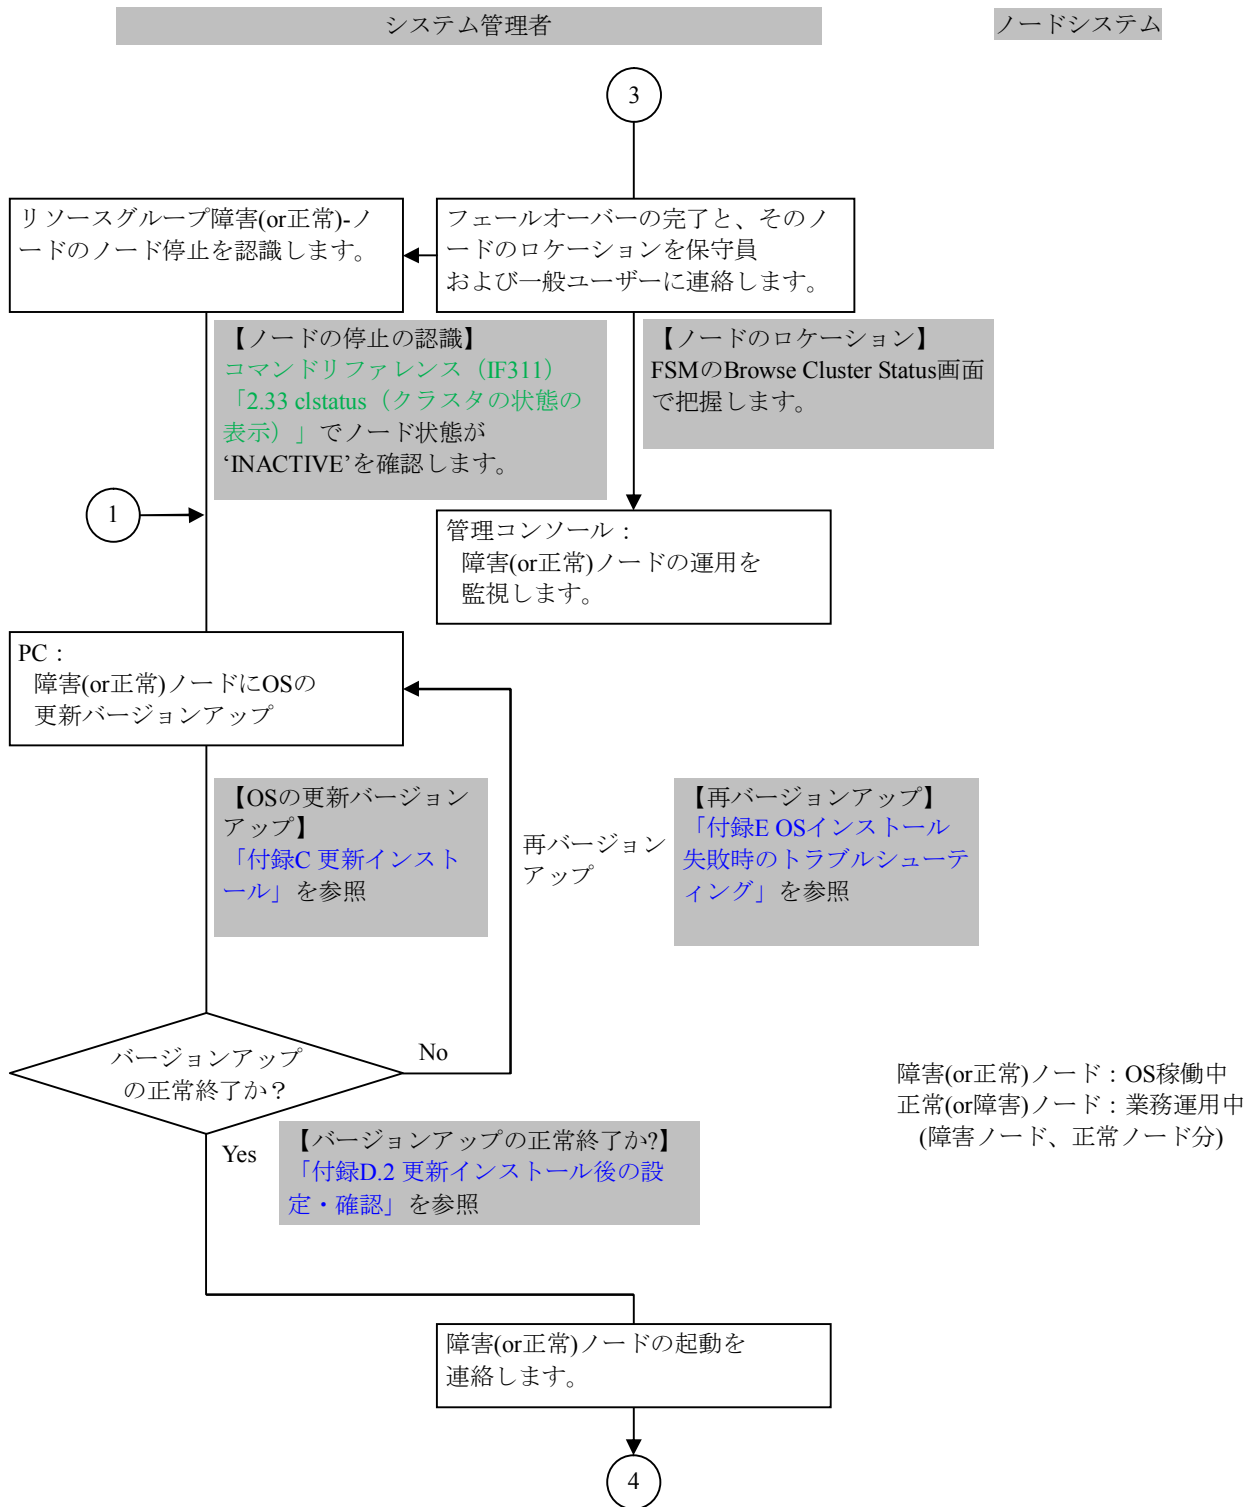 システム管理者
ノードシステム
3
リソースグループ障害(or正常)-ノ
ードのノード停止を認識します。
フェールオーバーの完了と、そのノ
ードのロケーションを保守員
および一般ユーザーに連絡します。
【ノードの停止の認識】
コマンドリファレンス（IF311）
「2.33 clstatus（クラスタの状態の
表示）」でノード状態が
‘INACTIVE’を確認します。
【ノードのロケーション】
FSMのBrowse Cluster Status画面
で把握します。
1
管理コンソール：
障害(or正常)ノードの運用を
監視します。
PC：
障害(or正常)ノードにOSの
更新バージョンアップ
【OSの更新バージョン
アップ】
「付録C 更新インスト
ール」を参照
再バージョン
アップ
【再バージョンアップ】
「付録E OSインストール
失敗時のトラブルシューテ
ィング」を参照
バージョンアップ
の正常終了か？
No
障害(or正常)ノード：OS稼働中
正常(or障害)ノード：業務運用中
(障害ノード、正常ノード分)
Yes
【バージョンアップの正常終了か?】
「付録D.2 更新インストール後の設
定・確認」を参照
障害(or正常)ノードの起動を
連絡します。
4